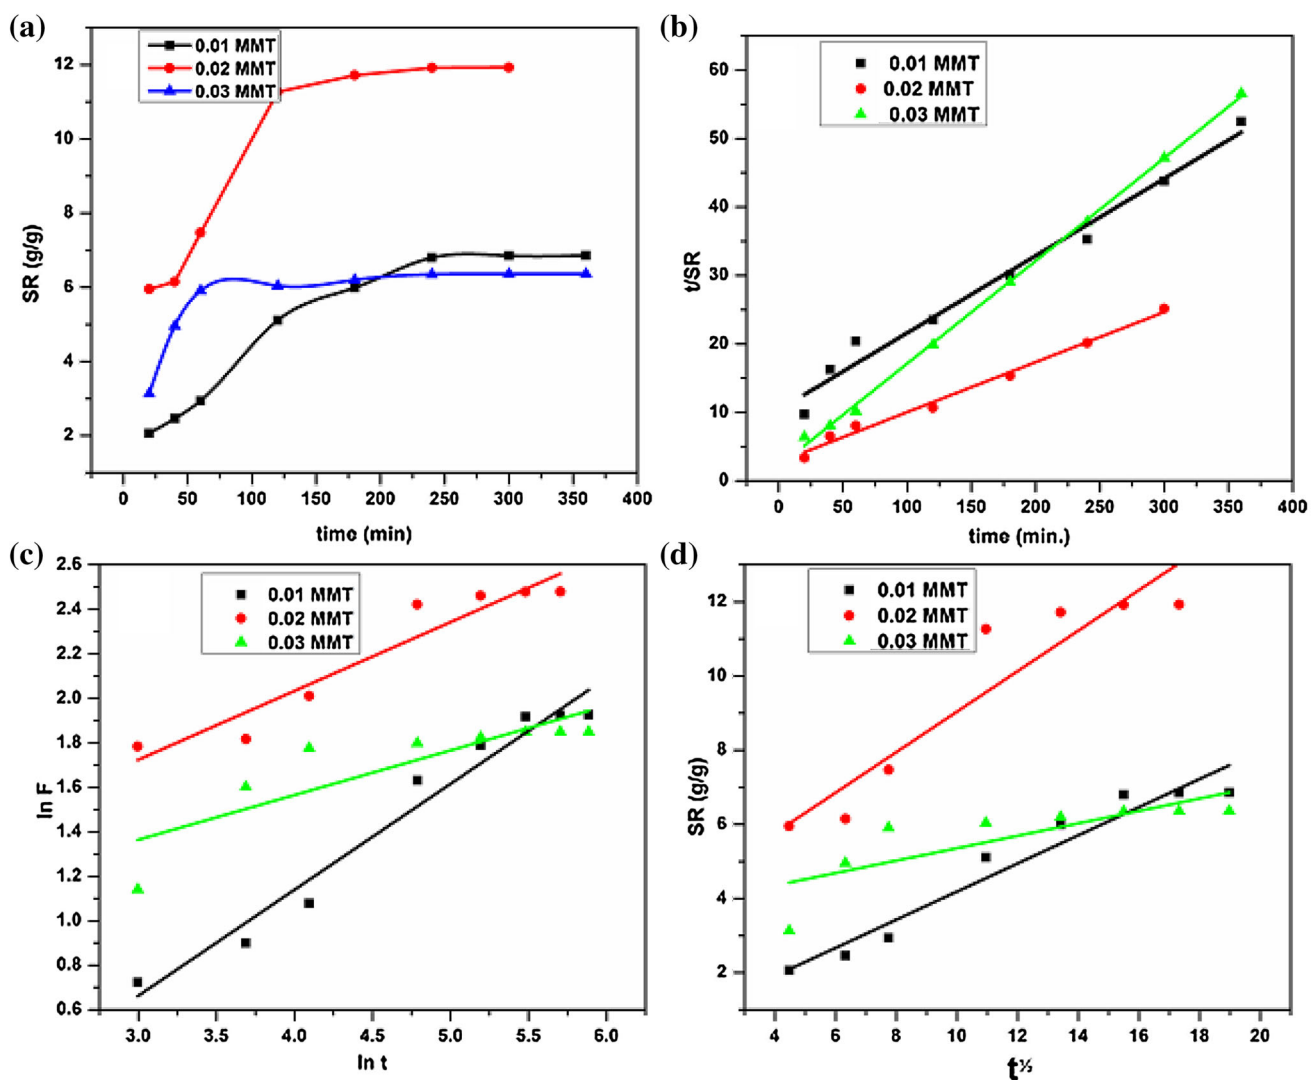 (a)
0.01 MMT
0.02 MMT
0.03 MMT
12
10
8
6
4
2
SR (g/g)
0 50 100 150 200 250 300 350 400
time (min)
(b)
0.01 MMT
0.02 MMT
0.03 MMT
60
50
40
30
20
10
0
t/SR
0 50 100 150 200 250 300 350 400
time (min.)
(c)
0.01 MMT
0.02 MMT
0.03 MMT
2.6
2.4
2.2
2.0
1.8
1.6
1.4
1.2
1.0
0.8
0.6
ln F
3.0 3.5 4.0 4.5 5.0 5.5 6.0
ln t
(d)
0.01 MMT
0.02 MMT
0.03 MMT
12
10
8
6
4
2
SR (g/g)
4 6 8 10 12 14 16 18 20
t½